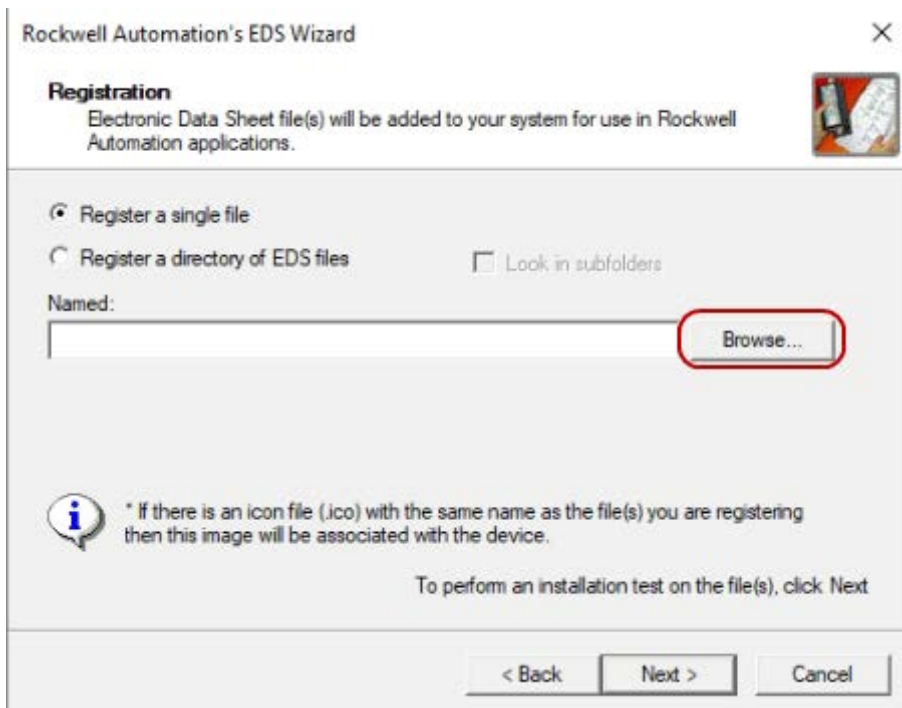 Rockwell Automation's EDS Wizard
Registration
Electronic Data Sheet file(s) will be added to your system for use in Rockwell
Automation applications.
Register a single file
Register a directory of EDS files
Look in subfolders
Named:
Browse...
* If there is an icon file (.ico) with the same name as the file(s) you are registering
then this image will be associated with the device.
To perform an installation test on the file(s), click Next
< Back
Next >
Cancel